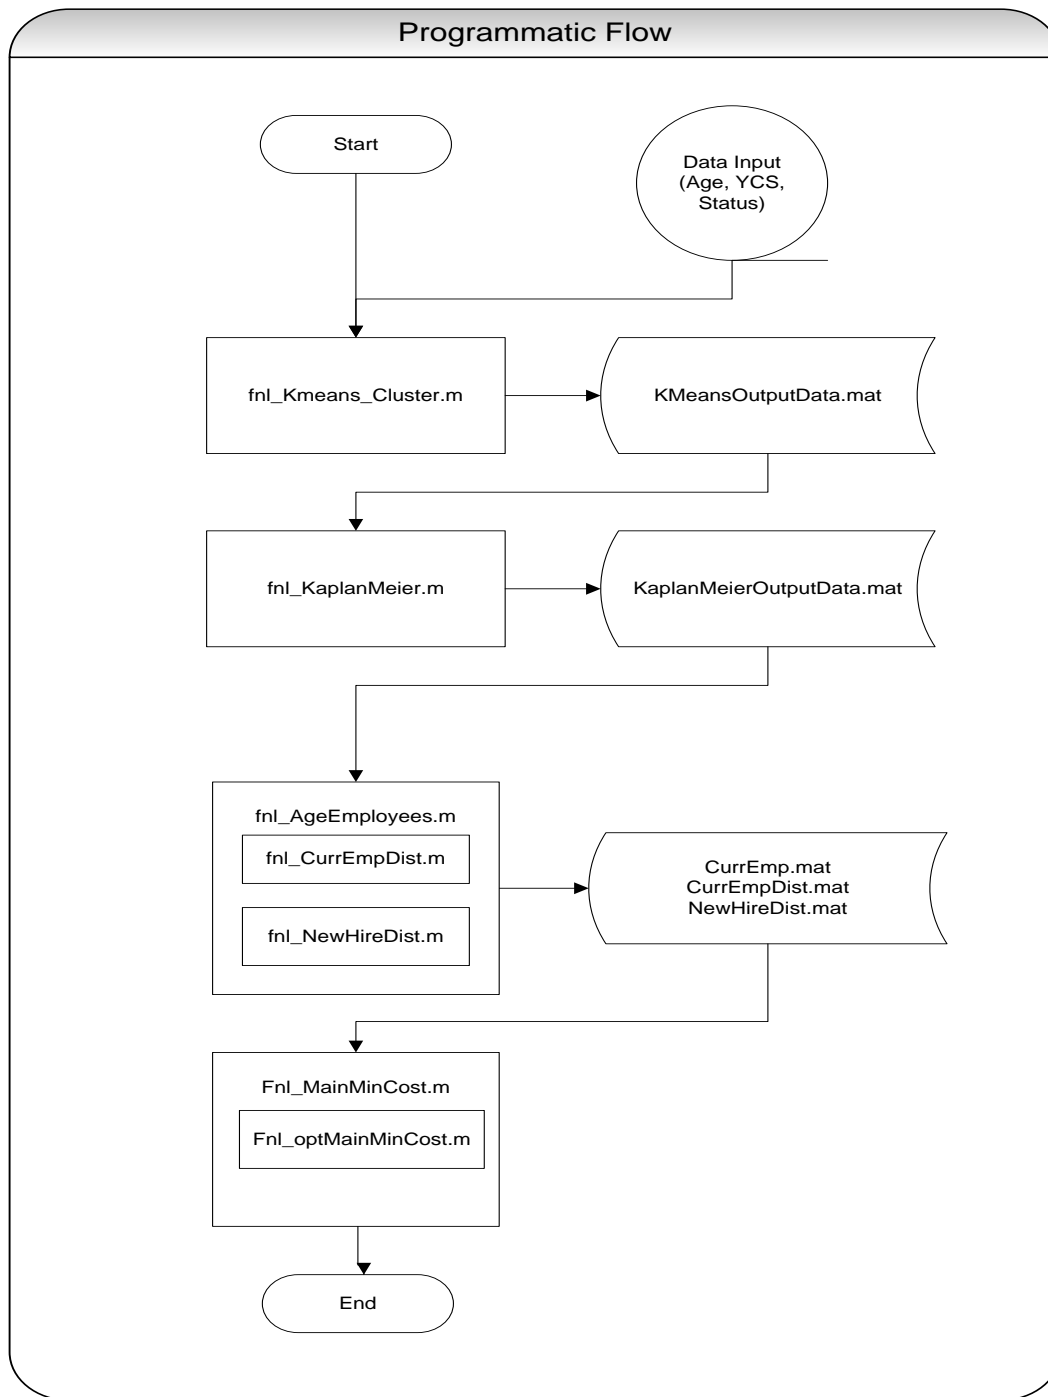 Programmatic Flow
Start
Data Input
(Age, YCS,
Status)
fnl_Kmeans_Cluster.m
KMeansOutputData.mat
fnl_KaplanMeier.m
KaplanMeierOutputData.mat
fnl_AgeEmployees.m
fnl_CurrEmpDist.m
fnl_NewHireDist.m
CurrEmp.mat
CurrEmpDist.mat
NewHireDist.mat
Fnl_MainMinCost.m
Fnl_optMainMinCost.m
End